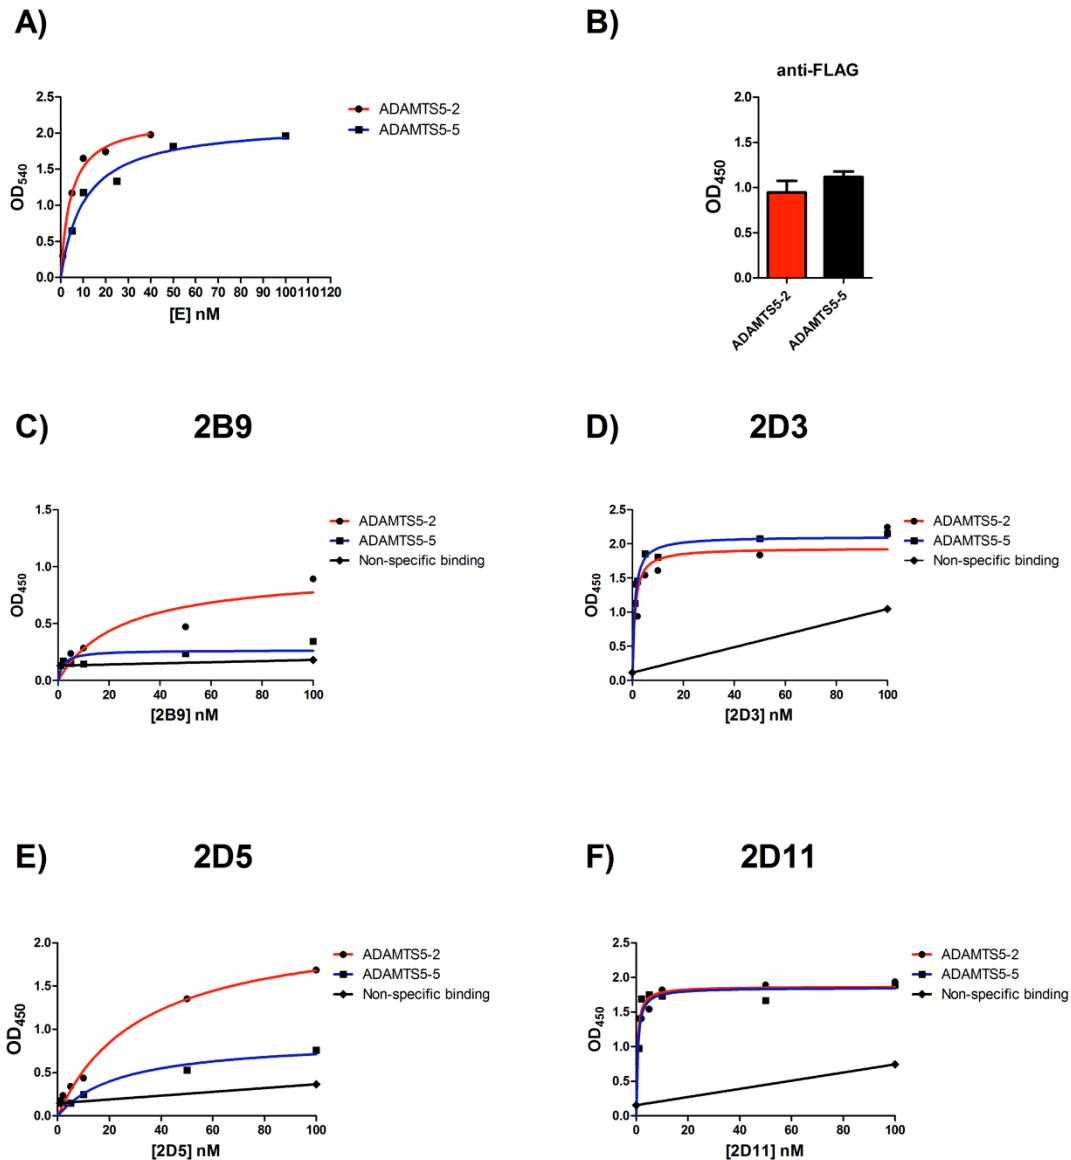 A)
2.5
2.0
1.5
1.0
0.5
0.0
OD540
0 10 20 30 40 50 60 70 80 90 100 110 120
[E] nM
ADAMTS5-2
ADAMTS5-5
B)
anti-FLAG
2.0
1.5
1.0
0.5
0.0
OD450
ADAMTS5-2
ADAMTS5-5
C) 2B9
1.5
1.0
0.5
0.0
OD450
0 20 40 60 80 100
[2B9] nM
ADAMTS5-2
ADAMTS5-5
Non-specific binding
D) 2D3
2.5
2.0
1.5
1.0
0.5
0.0
OD450
0 20 40 60 80 100
[2D3] nM
ADAMTS5-2
ADAMTS5-5
Non-specific binding
E) 2D5
2.0
1.5
1.0
0.5
0.0
OD450
0 20 40 60 80 100
[2D5] nM
ADAMTS5-2
ADAMTS5-5
Non-specific binding
F) 2D11
2.5
2.0
1.5
1.0
0.5
0.0
OD450
0 20 40 60 80 100
[2D11] nM
ADAMTS5-2
ADAMTS5-5
Non-specific binding